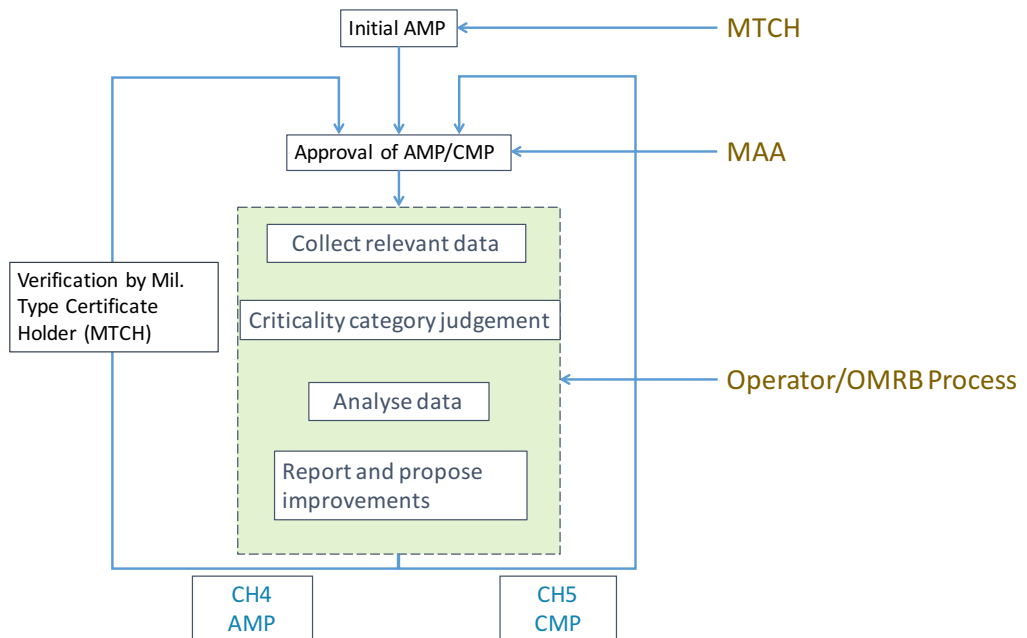 Initial AMP
MTCH
Approval of AMP/CMP
MAA
Collect relevant data
Verification by Mil.
Type Certificate
Holder (MTCH)
Criticality category judgement
Operator/OMRB Process
Analyse data
Report and propose
improvements
CH4
AMP
CH5
CMP